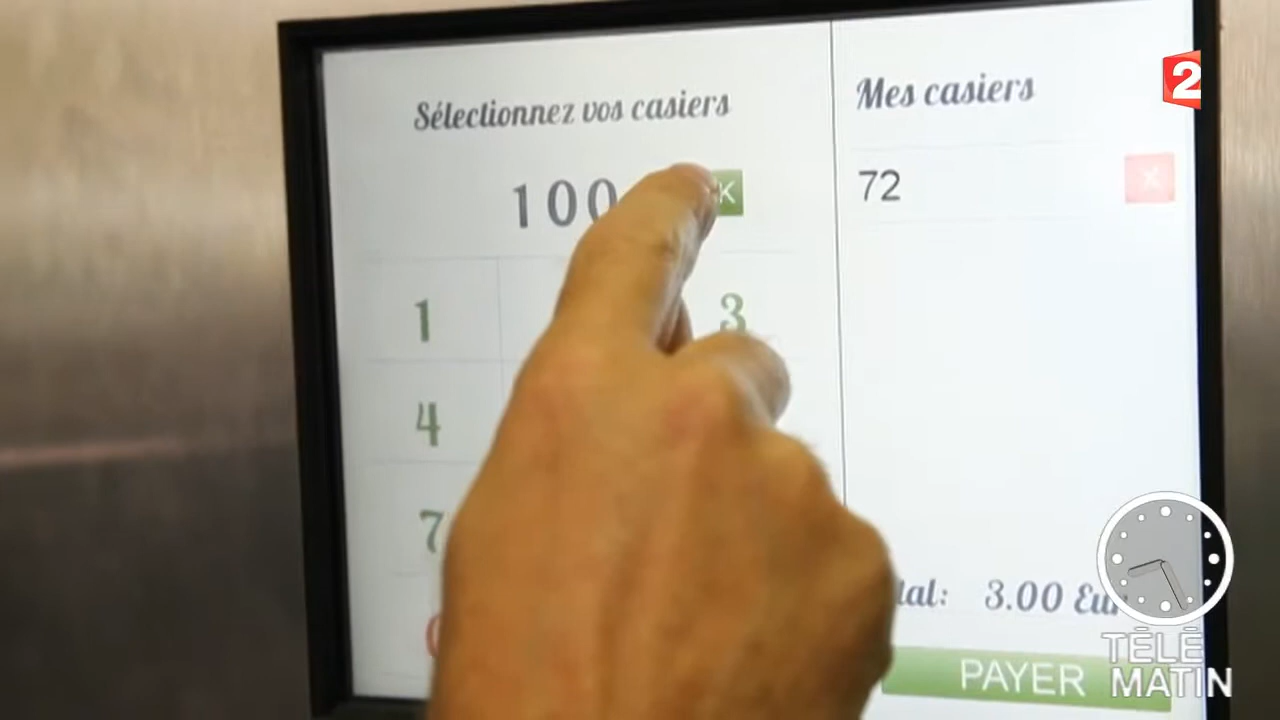 Sélectionnez vos casiers
100
K
1
3
4
7
Mes casiers
72
X
3.00
PAYER
2
TÉLÉ
MATIN